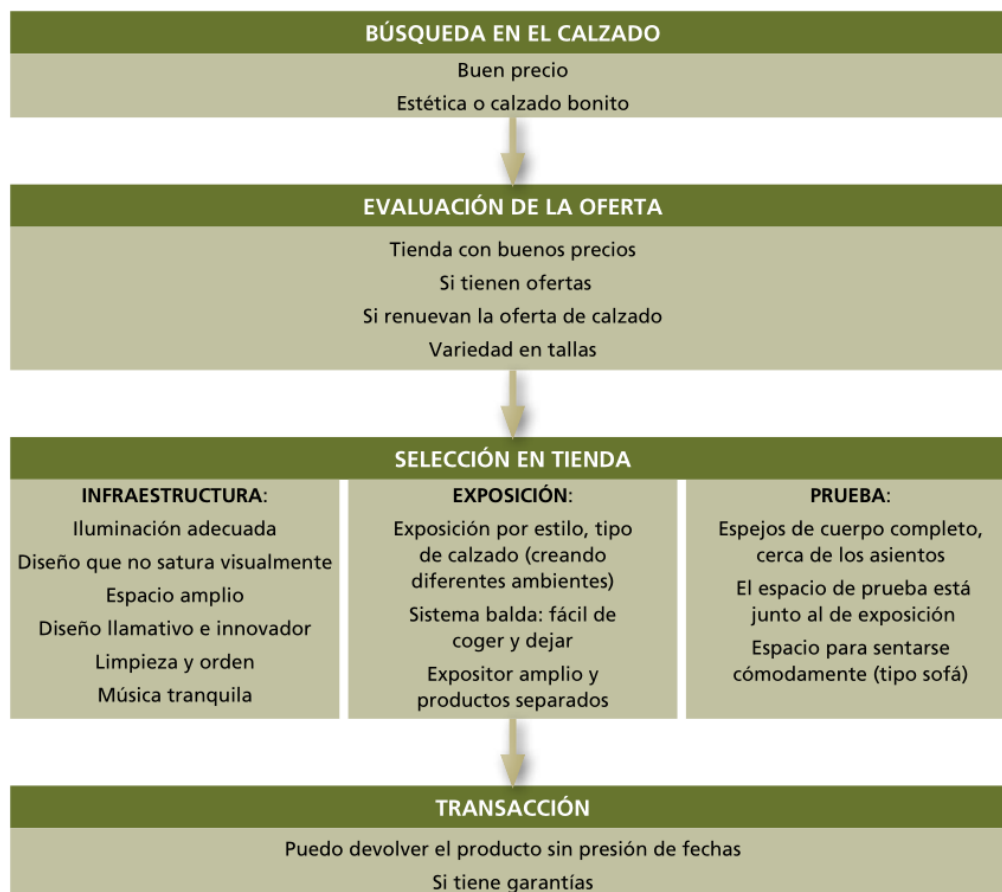 BÚSQUEDA EN EL CALZADO
Buen precio
Estética o calzado bonito
EVALUACIÓN DE LA OFERTA
Tienda con buenos precios
Si tienen ofertas
Si renuevan la oferta de calzado
Variedad en tallas
SELECCIÓN EN TIENDA
INFRAESTRUCTURA:
Iluminación adecuada
Diseño que no satura visualmente
Espacio amplio
Diseño llamativo e innovador
Limpieza y orden
Música tranquila
EXPOSICIÓN:
Exposición por estilo, tipo
de calzado (creando
diferentes ambientes)
Sistema balda: fácil de
coger y dejar
Expositor amplio y
productos separados
PRUEBA:
Espejos de cuerpo completo,
cerca de los asientos
El espacio de prueba está
junto al de exposición
Espacio para sentarse
cómodamente (tipo sofá)
TRANSACCIÓN
Puedo devolver el producto sin presión de fechas
Si tiene garantías